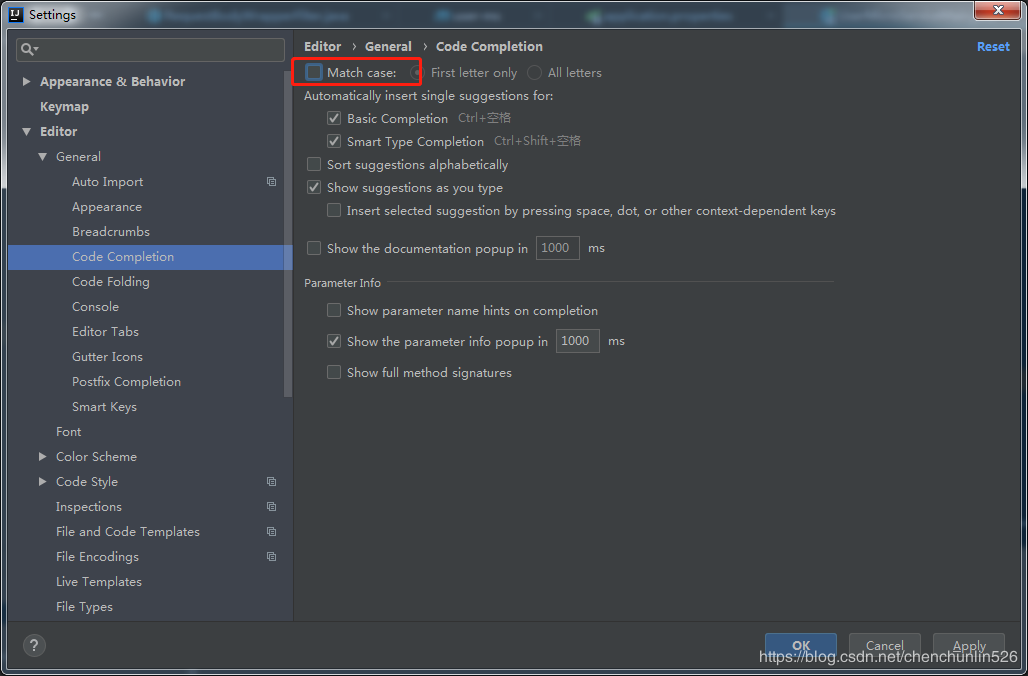 Settings
Editor › General › Code Completion Reset
Match case: First letter only All letters
Automatically insert single suggestions for:
Basic Completion Ctrl+空格
Smart Type Completion Ctrl+Shift+空格
Sort suggestions alphabetically
Show suggestions as you type
Insert selected suggestion by pressing space, dot, or other context-dependent keys
Show the documentation popup in 1000 ms
Parameter Info
Show parameter name hints on completion
Show the parameter info popup in 1000 ms
Show full method signatures
Appearance & Behavior
Keymap
Editor
General
Auto Import
Appearance
Breadcrumbs
Code Completion
Code Folding
Console
Editor Tabs
Gutter Icons
Postfix Completion
Smart Keys
Font
Color Scheme
Code Style
Inspections
File and Code Templates
File Encodings
Live Templates
File Types
?
OK Cancel Apply
https://blog.csdn.net/chenchunlin526